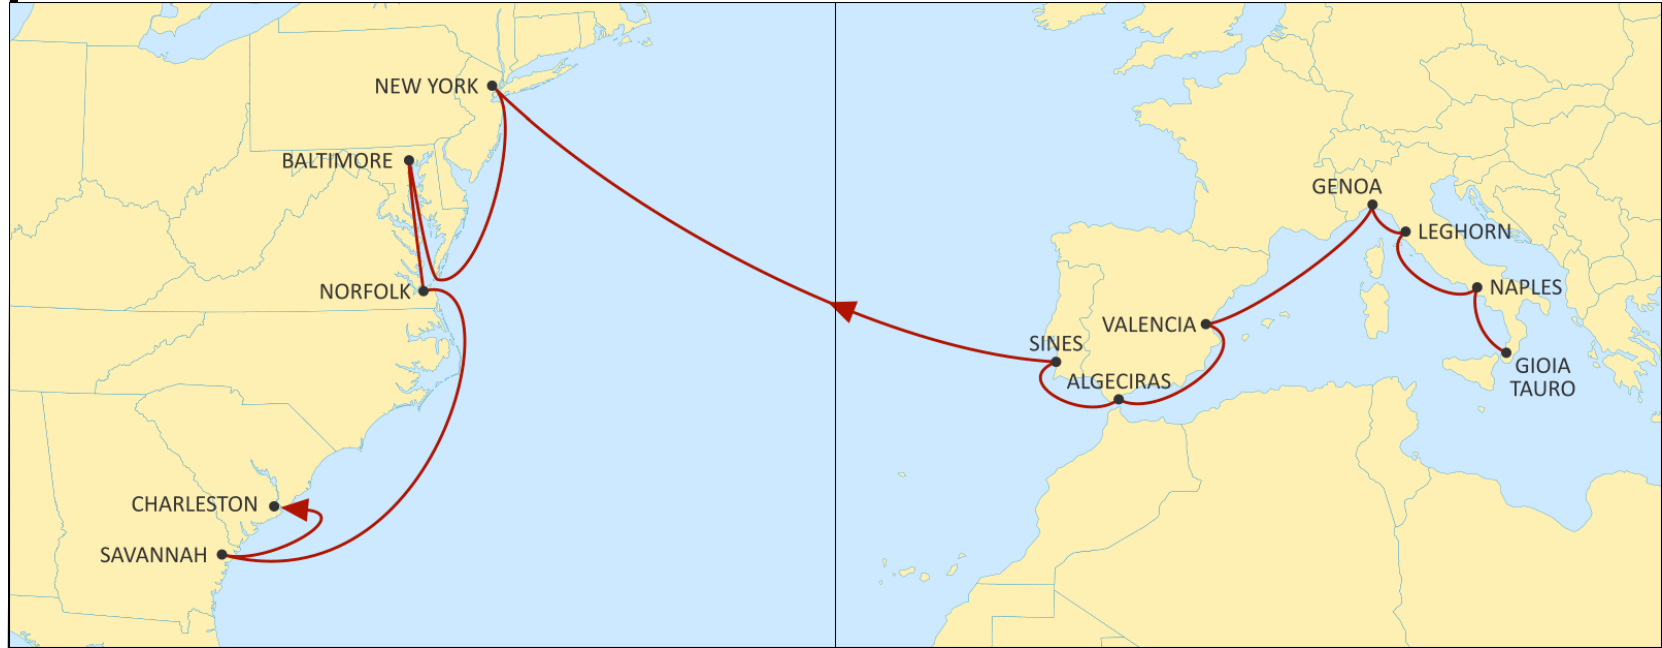 NEW YORK
BALTIMORE
NORFOLK
CHARLESTON
SAVANNAH
GENOA
LEGHORN
NAPLES
VALENCIA
SINES
ALGECIRAS
GIOIA
TAURO